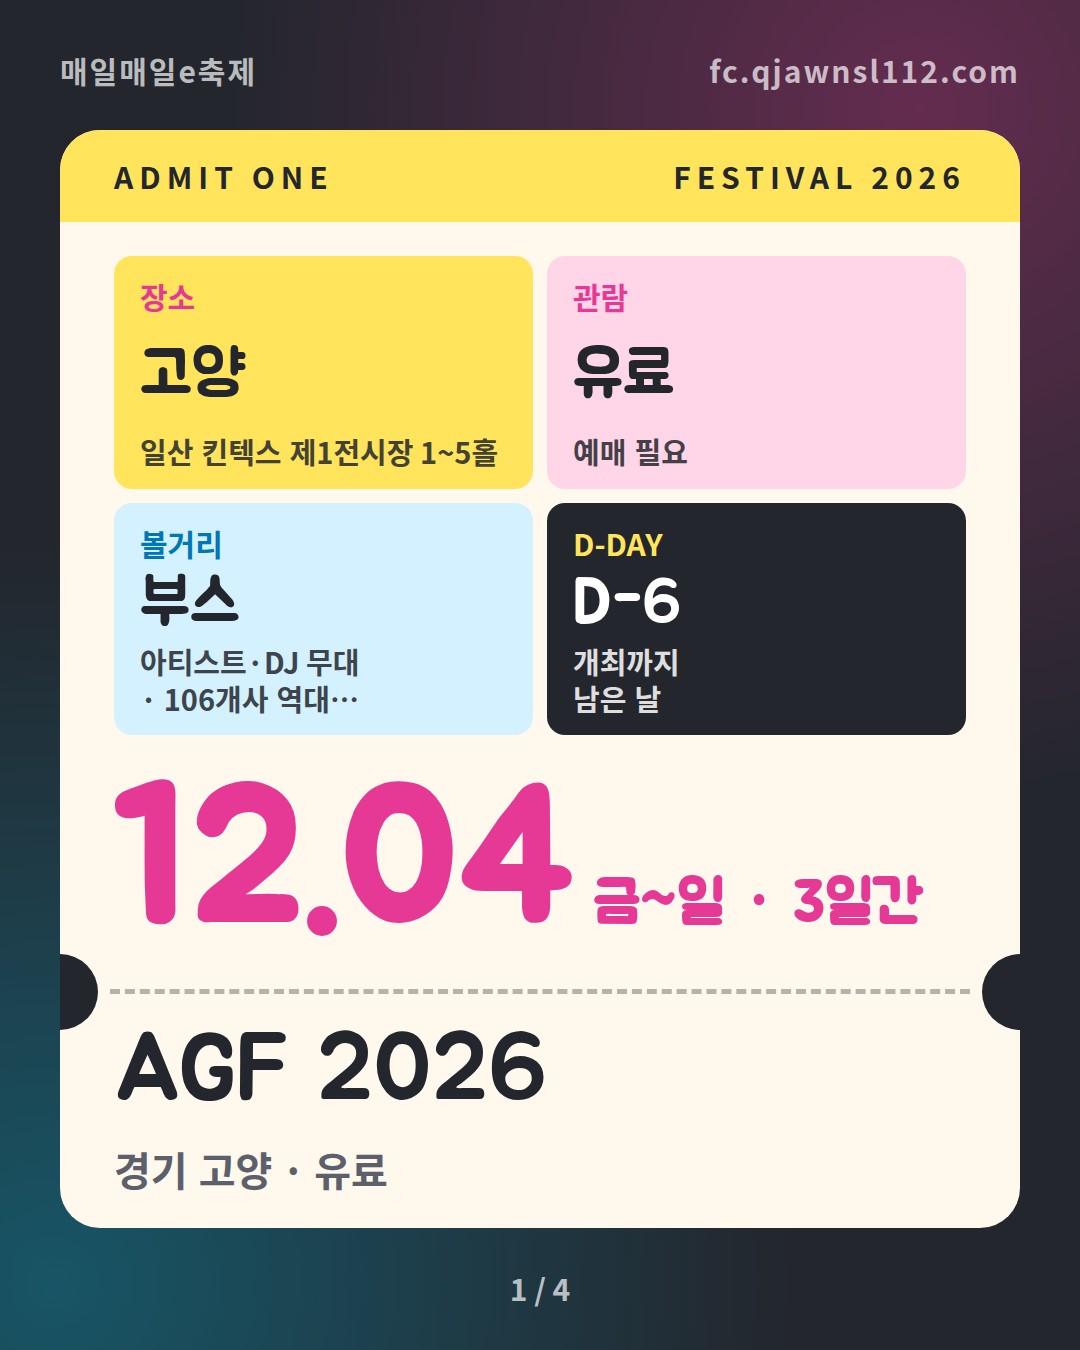 매일매일e축제
fc.qjawnsl112.com
ADMIT ONE
FESTIVAL 2026
장소
고양
일산 킨텍스 제1전시장 1~5홀
관람
유료
예매 필요
볼거리
부스
아티스트·DJ 무대
· 106개사 역대…
D-DAY
D-6
개최까지
남은 날
12.04 금~일 · 3일간
AGF 2026
경기 고양 · 유료
1 / 4